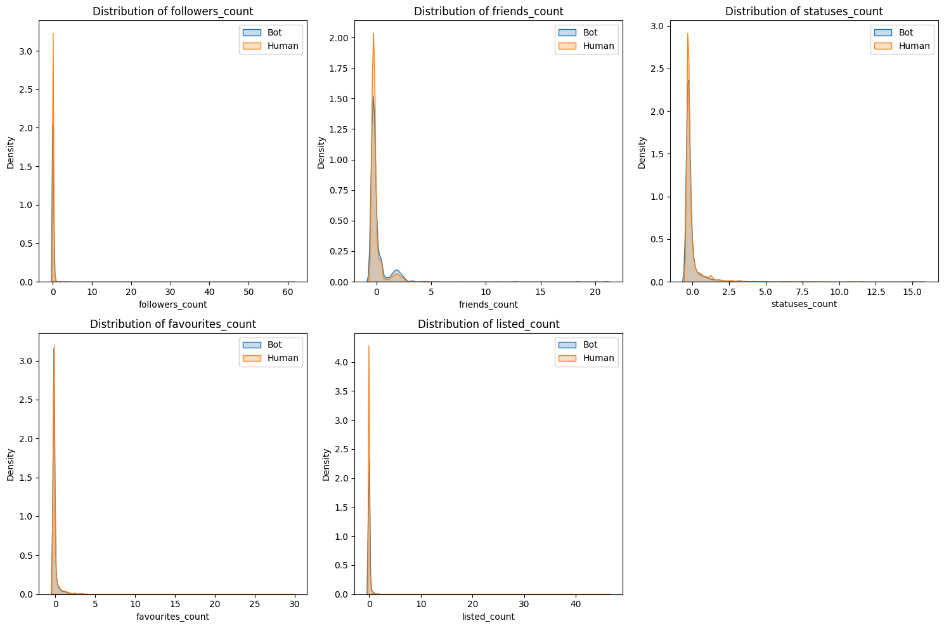 Distribution of followers_count
Density
3.0
2.5
2.0
1.5
1.0
0.5
0.0
0
10
20
30
40
50
60
followers_count
Bot
Human
Distribution of friends_count
Density
2.00
1.75
1.50
1.25
1.00
0.75
0.50
0.25
0.00
0
5
10
15
20
friends_count
Bot
Human
Distribution of statuses_count
Density
3.0
2.5
2.0
1.5
1.0
0.5
0.0
0.0
2.5
5.0
7.5
10.0
12.5
15.0
statuses_count
Bot
Human
Distribution of favourites_count
Density
3.0
2.5
2.0
1.5
1.0
0.5
0.0
0
5
10
15
20
25
30
favourites_count
Bot
Human
Distribution of listed_count
Density
4.0
3.5
3.0
2.5
2.0
1.5
1.0
0.5
0.0
0
10
20
30
40
listed_count
Bot
Human